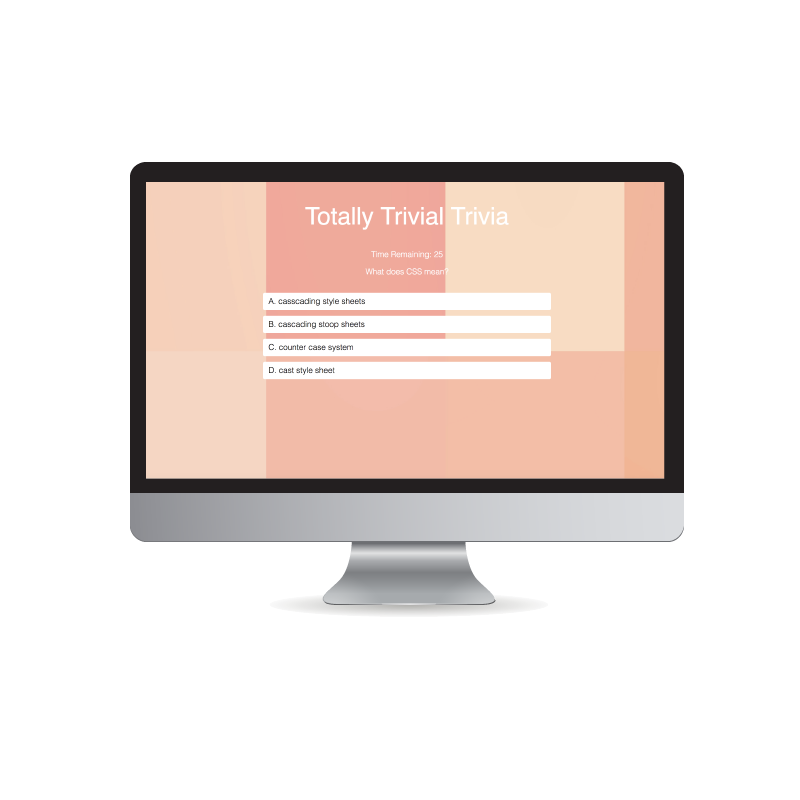 Totally Trivial Trivia
Time Remaining: 25
What does CSS mean?
A. casscading style sheets
B. cascading stoop sheets
C. counter case system
D. cast style sheet